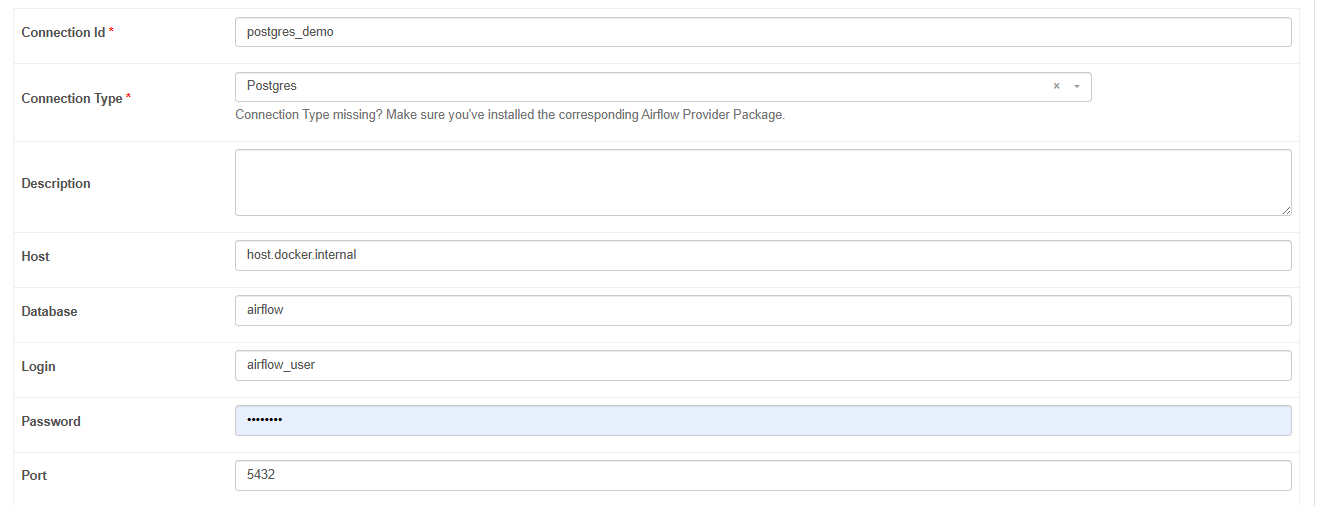 Connection Id *
postgres_demo
Connection Type *
Postgres × 
Connection Type missing? Make sure you've installed the corresponding Airflow Provider Package.
Description
Host
host.docker.internal
Database
airflow
Login
airflow_user
Password
••••••••
Port
5432